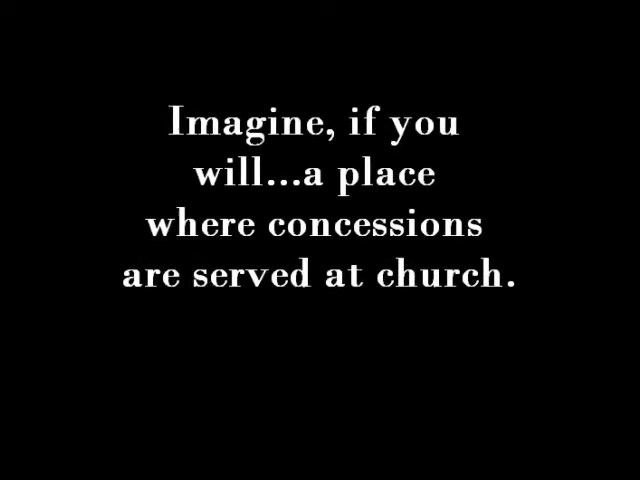 Imagine, if you
will...a place
where concessions
are served at church.